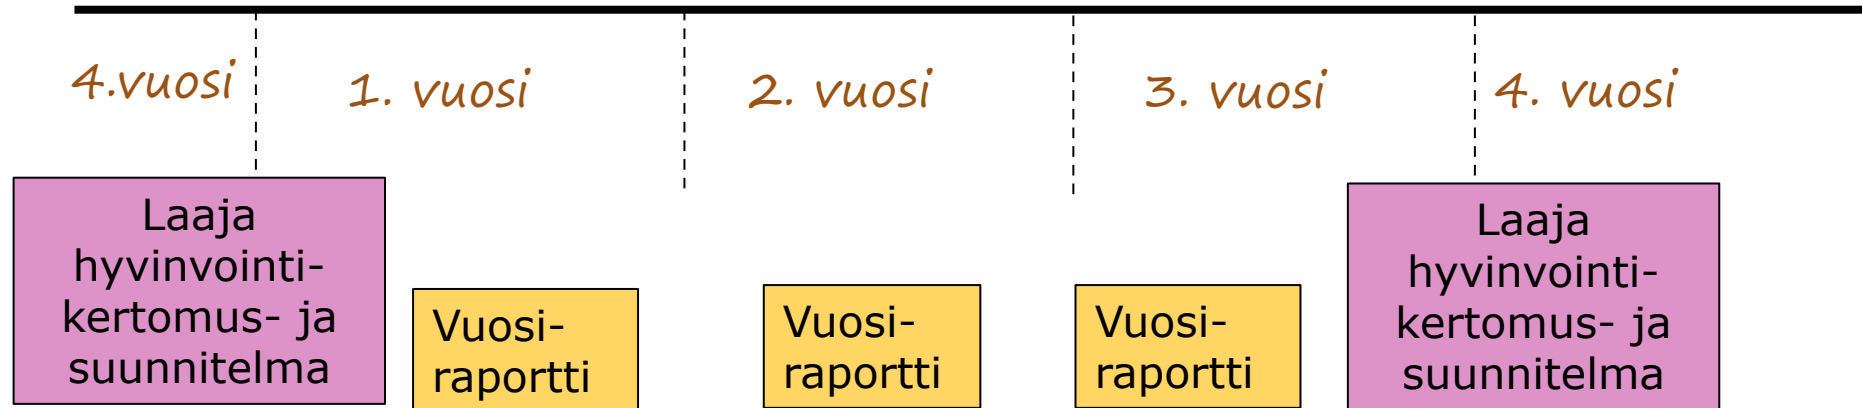 4.vuosi
1. vuosi
2. vuosi
3. vuosi
4. vuosi
Laaja
hyvinvointi-
kertomus- ja
suunnitelma
Vuosi-
raportti
Vuosi-
raportti
Vuosi-
raportti
Laaja
hyvinvointi-
kertomus- ja
suunnitelma